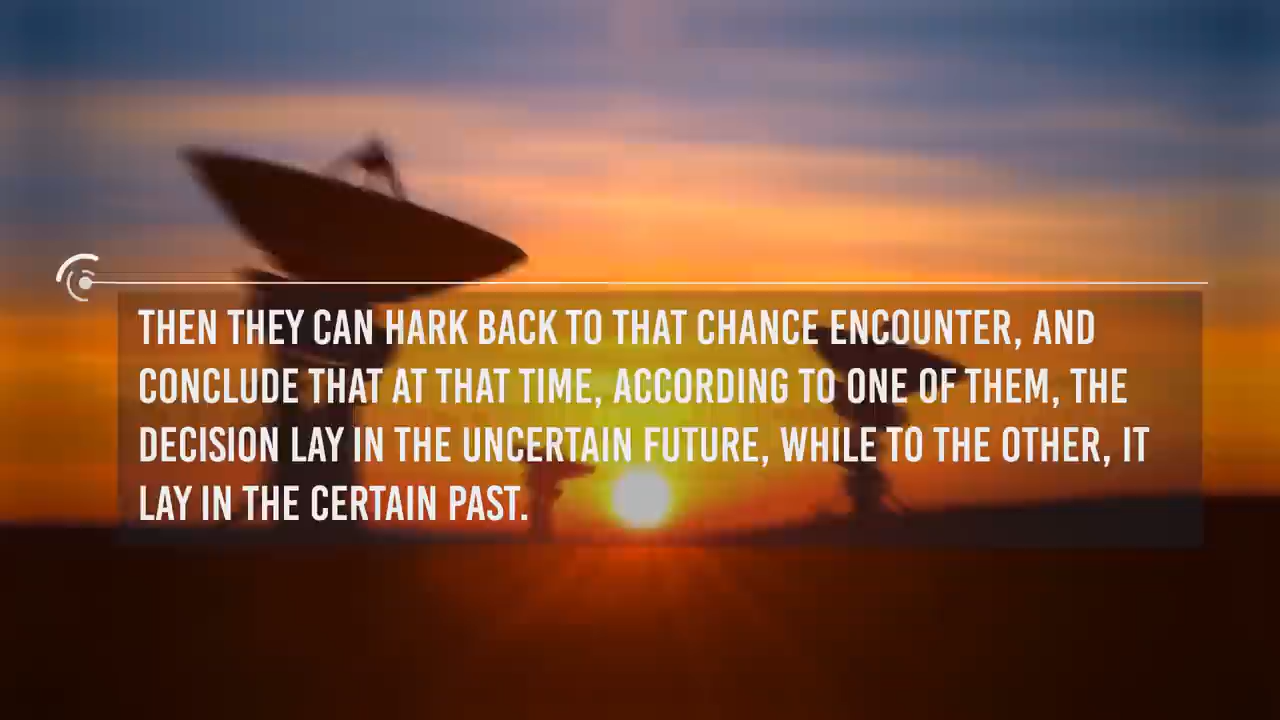 THEN THEY CAN HARK BACK TO THAT CHANCE ENCOUNTER, AND
CONCLUDE THAT AT THAT TIME, ACCORDING TO ONE OF THEM, THE
DECISION LAY IN THE UNCERTAIN FUTURE, WHILE TO THE OTHER, IT
LAY IN THE CERTAIN PAST.